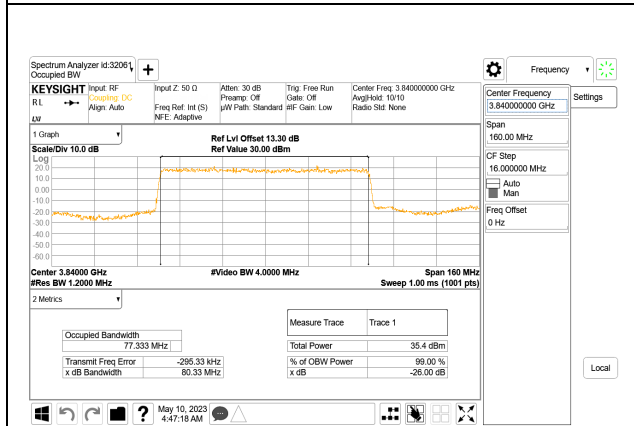 Spectrum Analyzer id:32061
Occupied BW
Frequency
KEYSIGHT
RL
LXI
Input: RF
Coupling: DC
Align: Auto
Input Z: 50 Ω
Freq Ref: Int (S)
NFE: Adaptive
Atten: 30 dB
Preamp: Off
µW Path: Standard
Trig: Free Run
Gate: Off
#IF Gain: Low
Center Freq: 3.840000000 GHz
Avg|Hold: 10/10
Radio Std: None
Center Frequency
3.840000000 GHz
Settings
Span
160.00 MHz
CF Step
16.000000 MHz
Auto
Man
Freq Offset
0 Hz
Local
1 Graph
Scale/Div 10.0 dB
Ref Lvl Offset 13.30 dB
Ref Value 30.00 dBm
Log
20.0
10.0
0.00
-10.0
-20.0
-30.0
-40.0
-50.0
-60.0
Center 3.84000 GHz
#Video BW 4.0000 MHz
Span 160 MHz
#Res BW 1.2000 MHz
Sweep 1.00 ms (1001 pts)
2 Metrics
Measure Trace
Trace 1
Occupied Bandwidth
77.333 MHz
Total Power
35.4 dBm
Transmit Freq Error
-295.33 kHz
% of OBW Power
99.00 %
x dB Bandwidth
80.33 MHz
x dB
-26.00 dB
?
May 10, 2023
4:47:18 AM